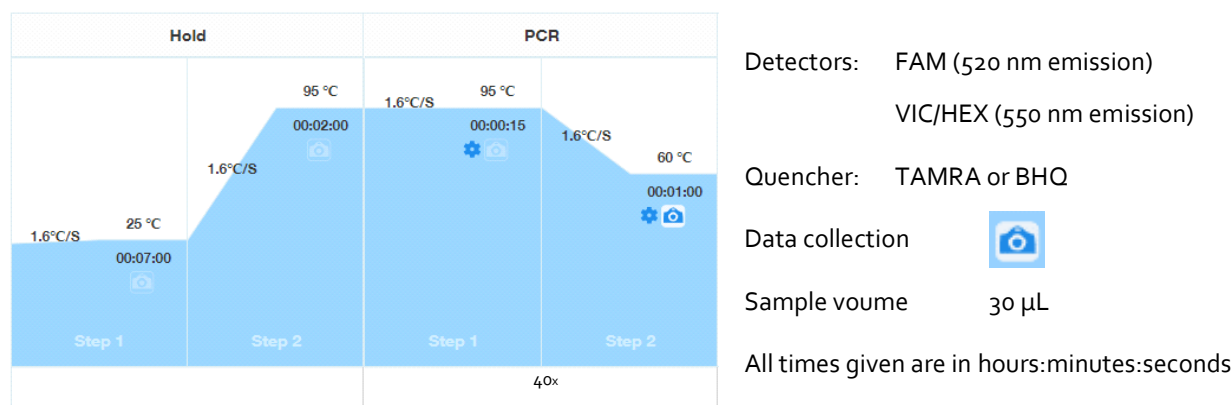 Hold
PCR
1.6°C/S
25 °C
00:07:00
Step 1
1.6°C/S
95 °C
00:02:00
Step 2
1.6°C/S
95 °C
00:00:15
Step 1
1.6°C/S
60 °C
00:01:00
Step 2
40x
Detectors: FAM (520 nm emission)
VIC/HEX (550 nm emission)
Quencher: TAMRA or BHQ
Data collection
Sample voume 30 µL
All times given are in hours:minutes:seconds